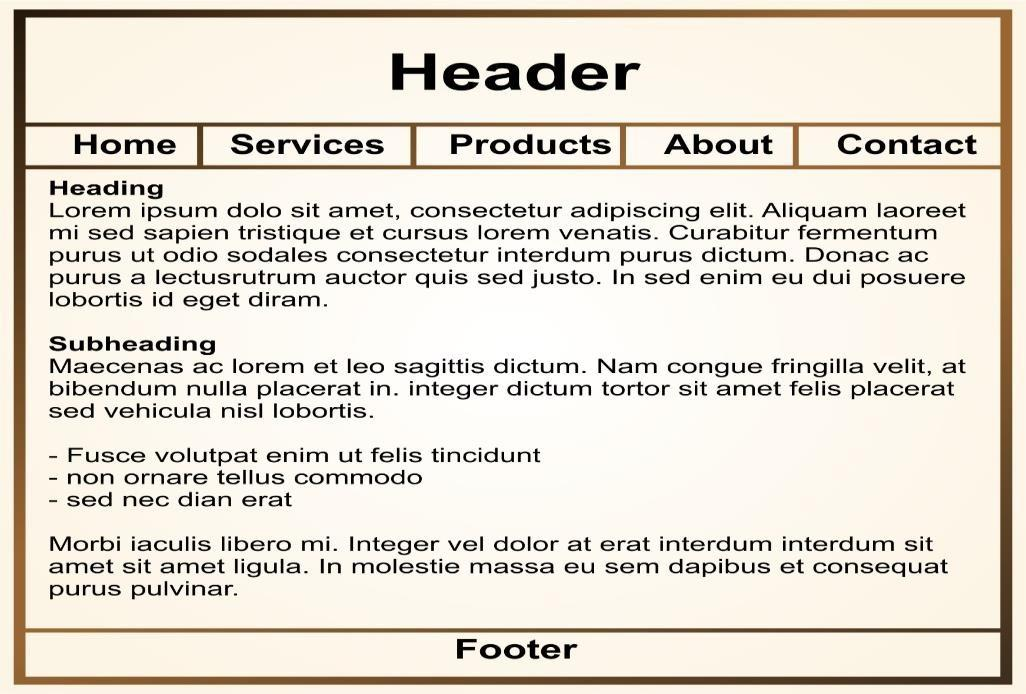 Header
Home Services Products About Contact
Heading
Lorem ipsum dolo sit amet, consectetur adipiscing elit. Aliquam laoreet
mi sed sapien tristique et cursus lorem venatis. Curabitur fermentum
purus ut odio sodales consectetur interdum purus dictum. Donac ac
purus a lectusrutrum auctor quis sed justo. In sed enim eu dui posuere
lobortis id eget diram.
Subheading
Maecenas ac lorem et leo sagittis dictum. Nam congue fringilla velit, at
bibendum nulla placerat in. integer dictum tortor sit amet felis placerat
sed vehicula nisl lobortis.
- Fusce volutpat enim ut felis tincidunt
- non ornare tellus commodo
- sed nec dian erat
Morbi iaculis libero mi. Integer vel dolor at erat interdum interdum sit
amet sit amet ligula. In molestie massa eu sem dapibus et consequat
purus pulvinar.
Footer